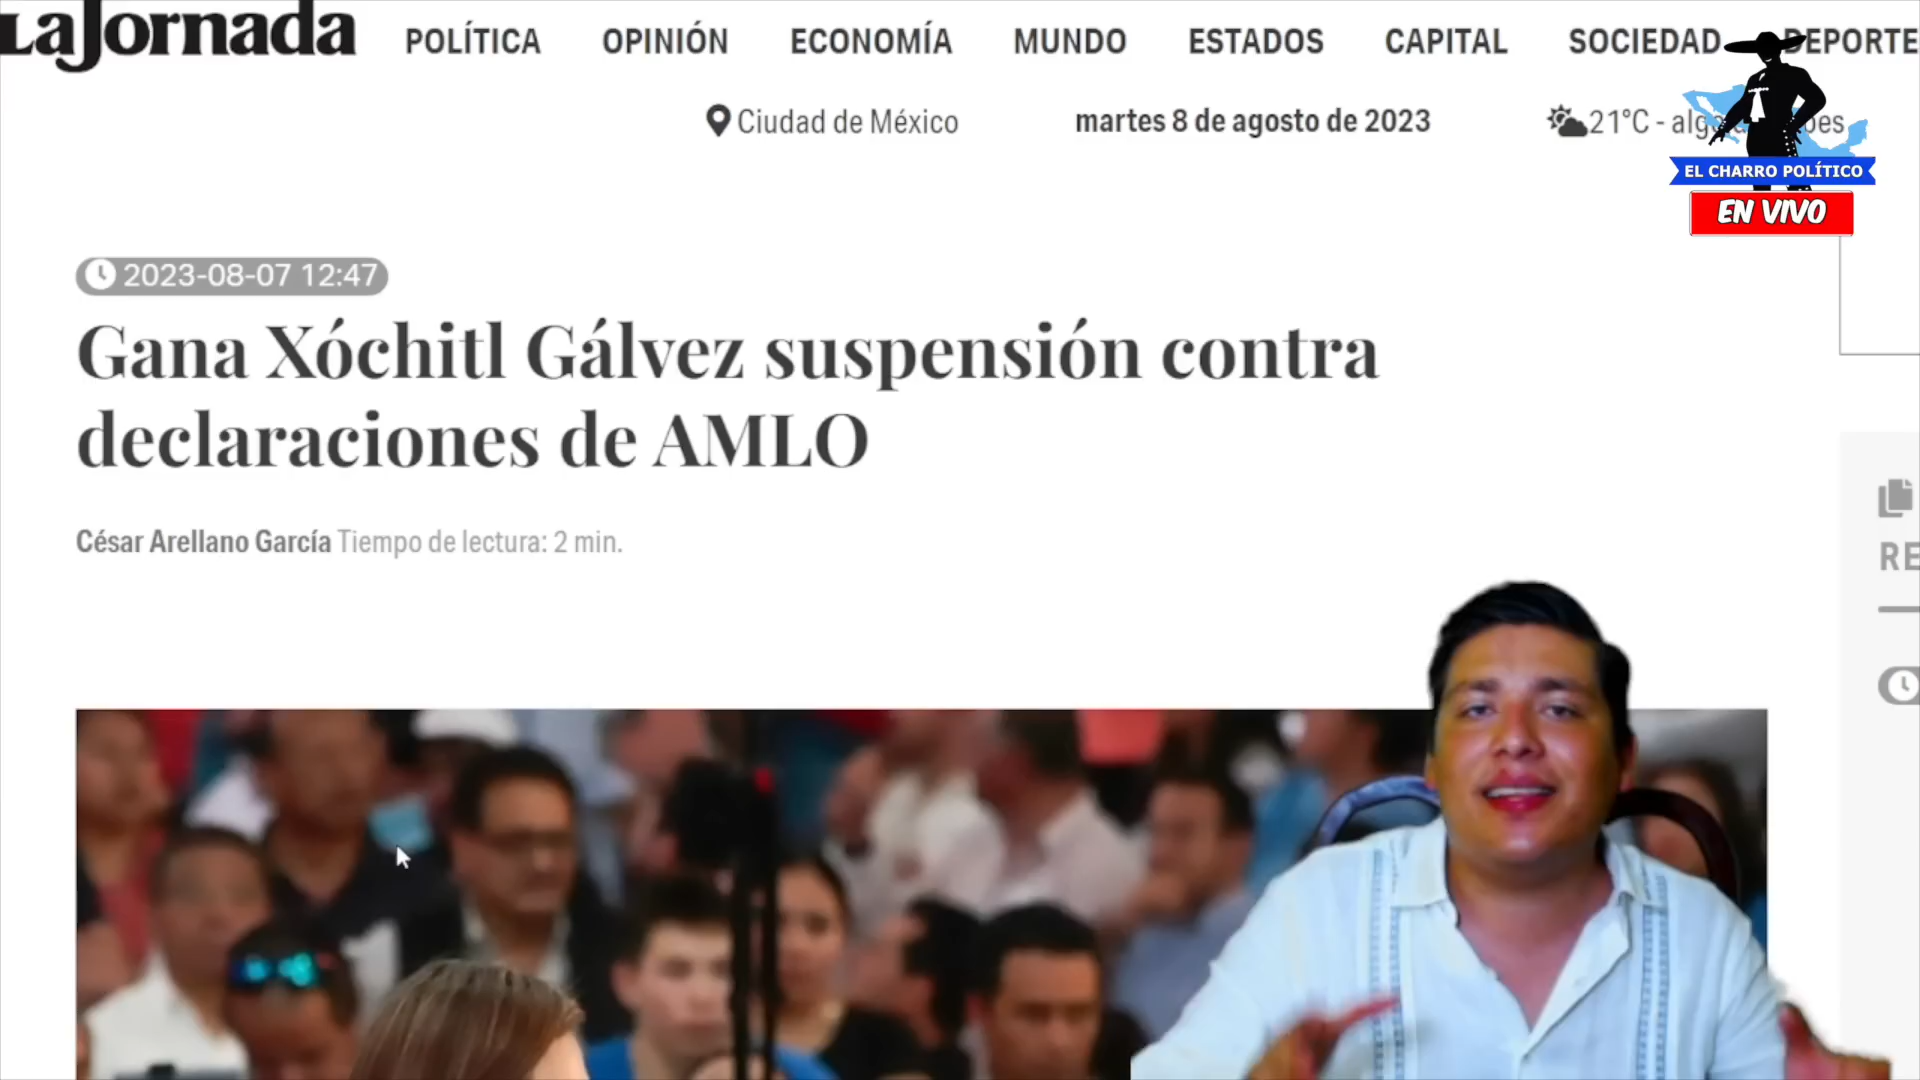 LaJornada
POLÍTICA OPINIÓN ECONOMÍA MUNDO ESTADOS CAPITAL SOCIEDAD DEPORTE
Ciudad de México martes 8 de agosto de 2023 21°C -
EL CHARRO POLÍTICO
EN VIVO
2023-08-07 12:47
Gana Xóchitl Gálvez suspensión contra
declaraciones de AMLO
César Arellano García Tiempo de lectura: 2 min.
RE